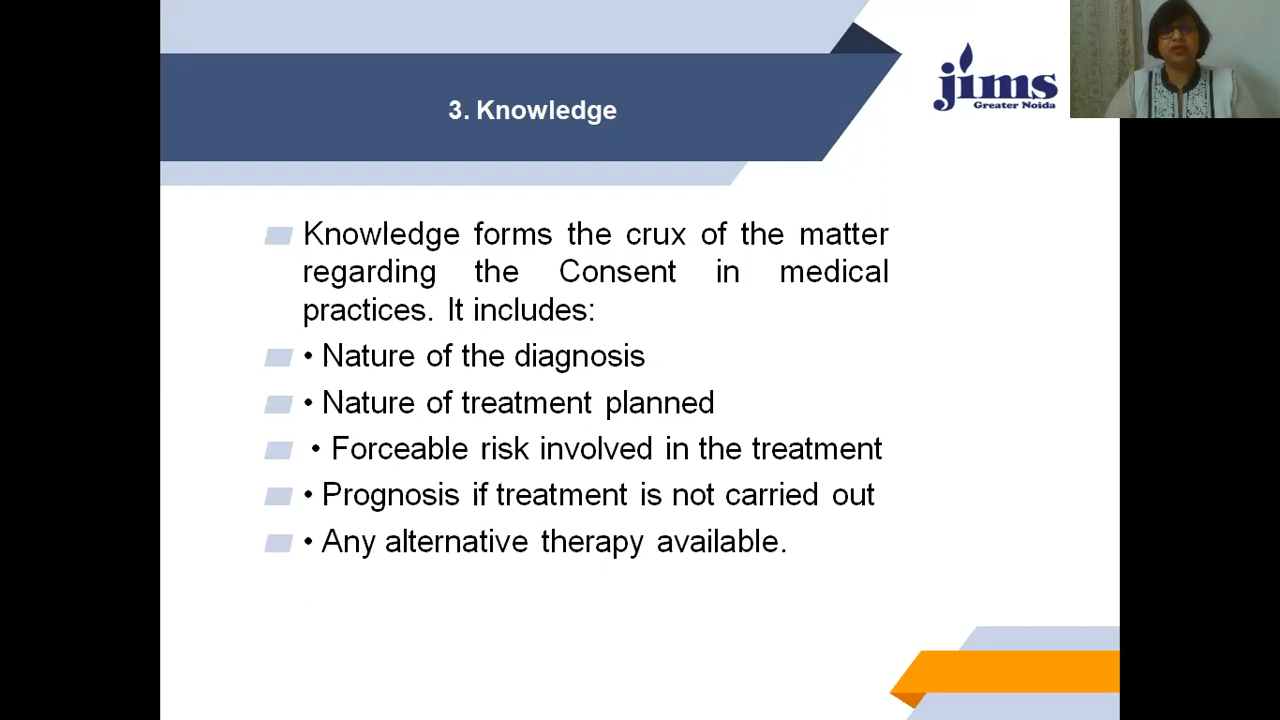 3. Knowledge
jims
Greater Noida
Knowledge forms the crux of the matter
regarding the Consent in medical
practices. It includes:
• Nature of the diagnosis
• Nature of treatment planned
• Forceable risk involved in the treatment
• Prognosis if treatment is not carried out
• Any alternative therapy available.